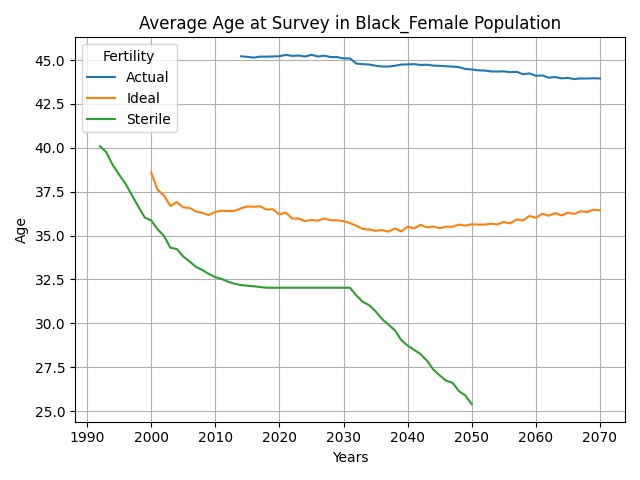 Average Age at Survey in Black_Female Population
Fertility
Actual
Ideal
Sterile
Age
45.0
42.5
40.0
37.5
35.0
32.5
30.0
27.5
25.0
1990 2000 2010 2020 2030 2040 2050 2060 2070
Years